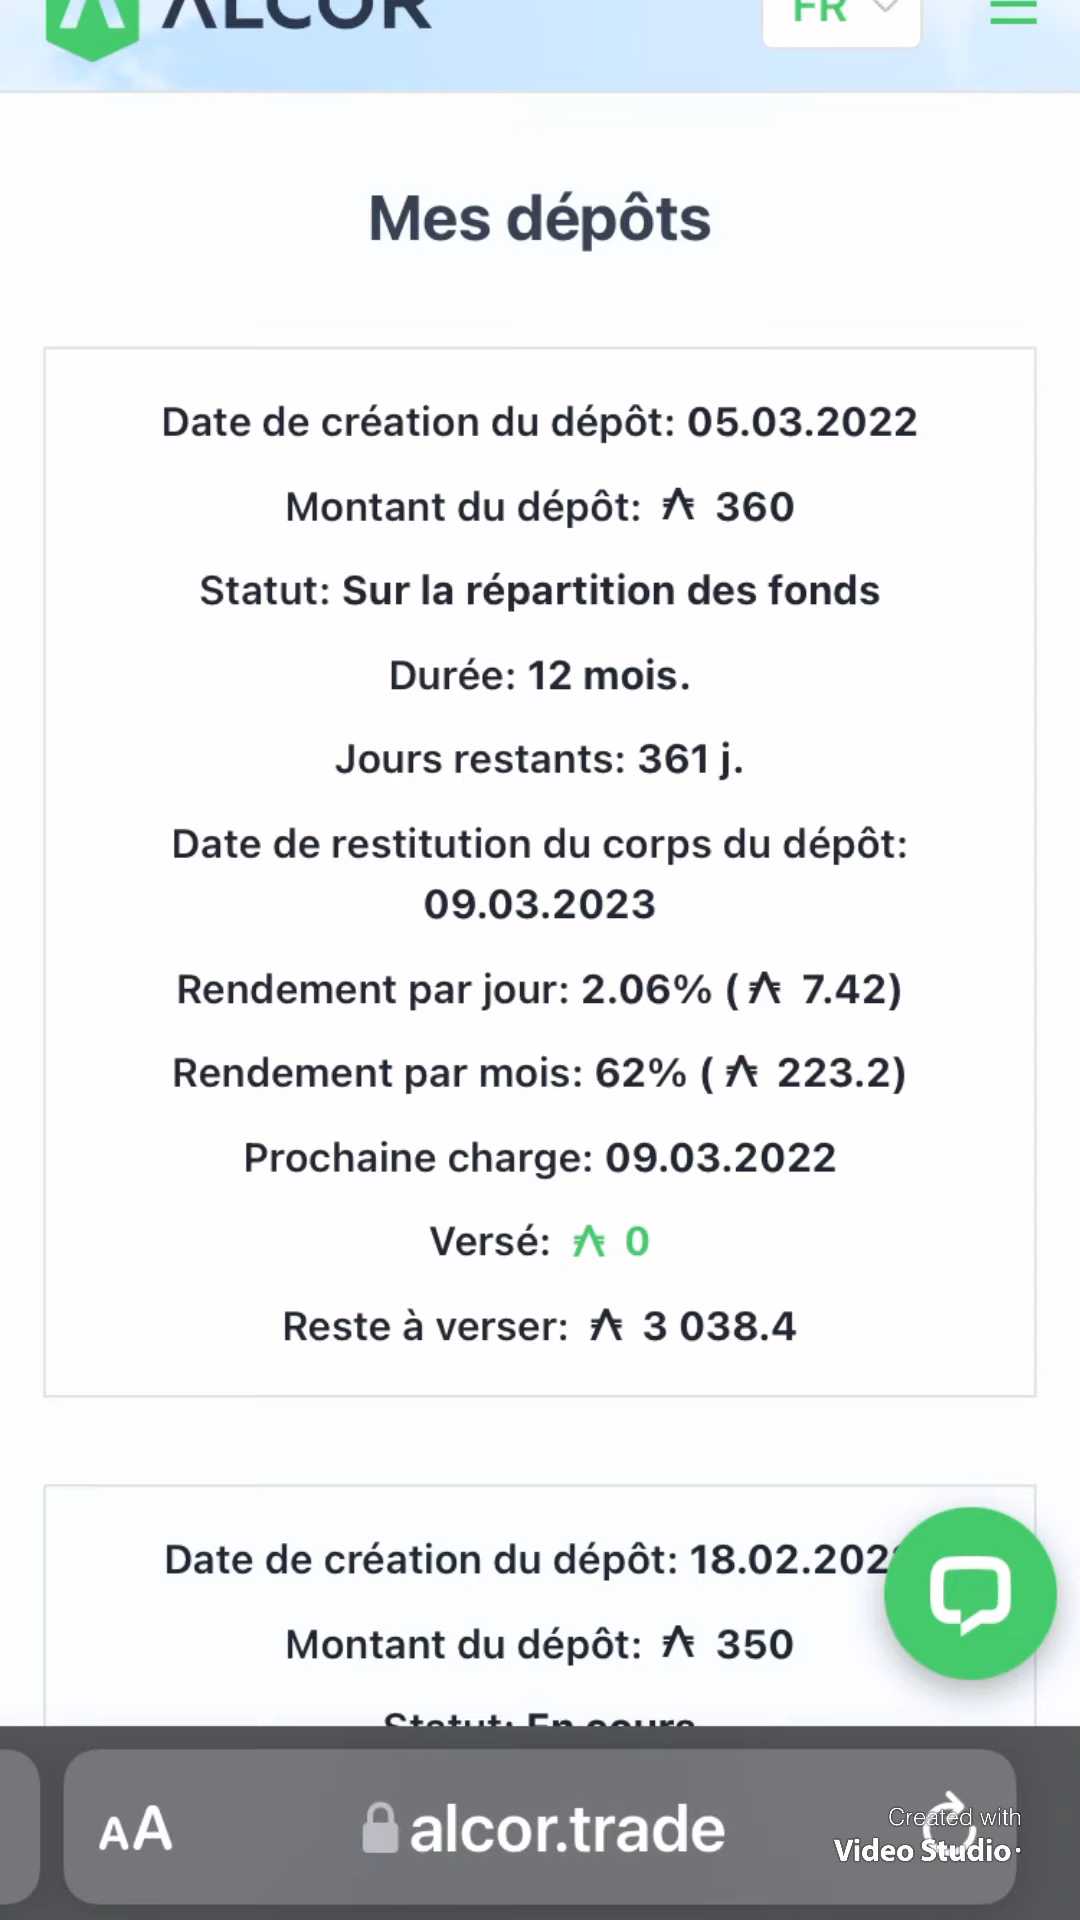 ALCOR FR
Mes dépôts
Date de création du dépôt: 05.03.2022
Montant du dépôt: 360
Statut: Sur la répartition des fonds
Durée: 12 mois.
Jours restants: 361 j.
Date de restitution du corps du dépôt:
09.03.2023
Rendement par jour: 2.06% ( 7.42)
Rendement par mois: 62% ( 223.2)
Prochaine charge: 09.03.2022
Versé: 0
Reste à verser: 3 038.4
Date de création du dépôt: 18.02.202
Montant du dépôt: 350
Statut: En cours
AA alcor.trade
Created with
Video Studio